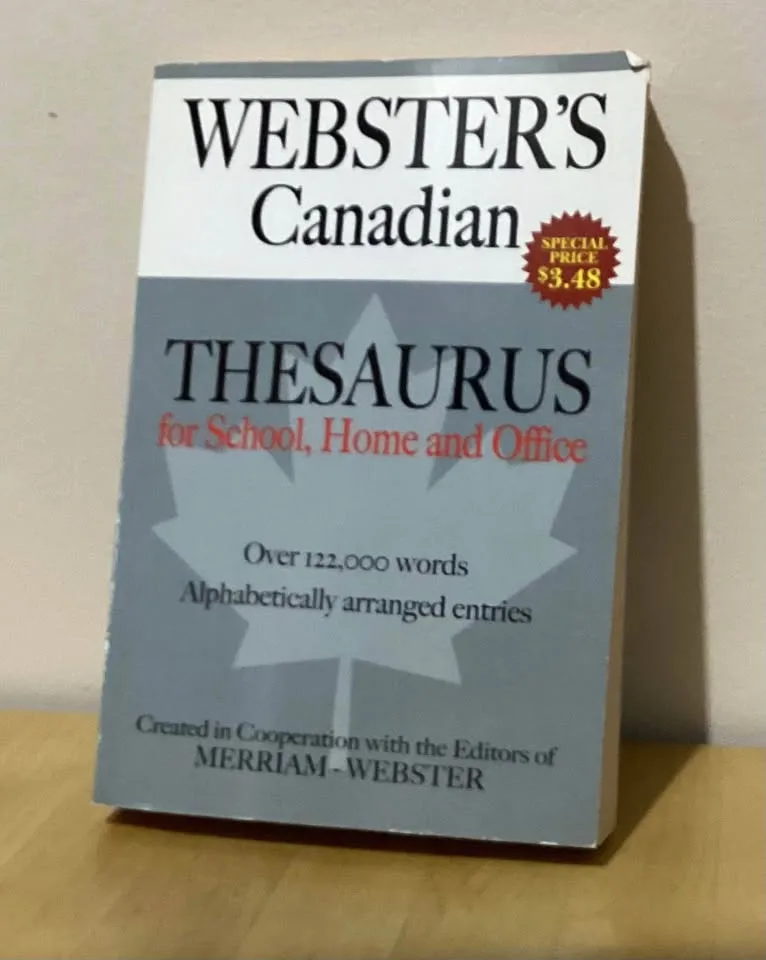 WEBSTER'S
Canadian
SPECIAL
PRICE
$3.48
THESAURUS
for School, Home and Office
Over 122,000 words
Alphabetically arranged entries
Created in Cooperation with the Editors of
MERRIAM-WEBSTER